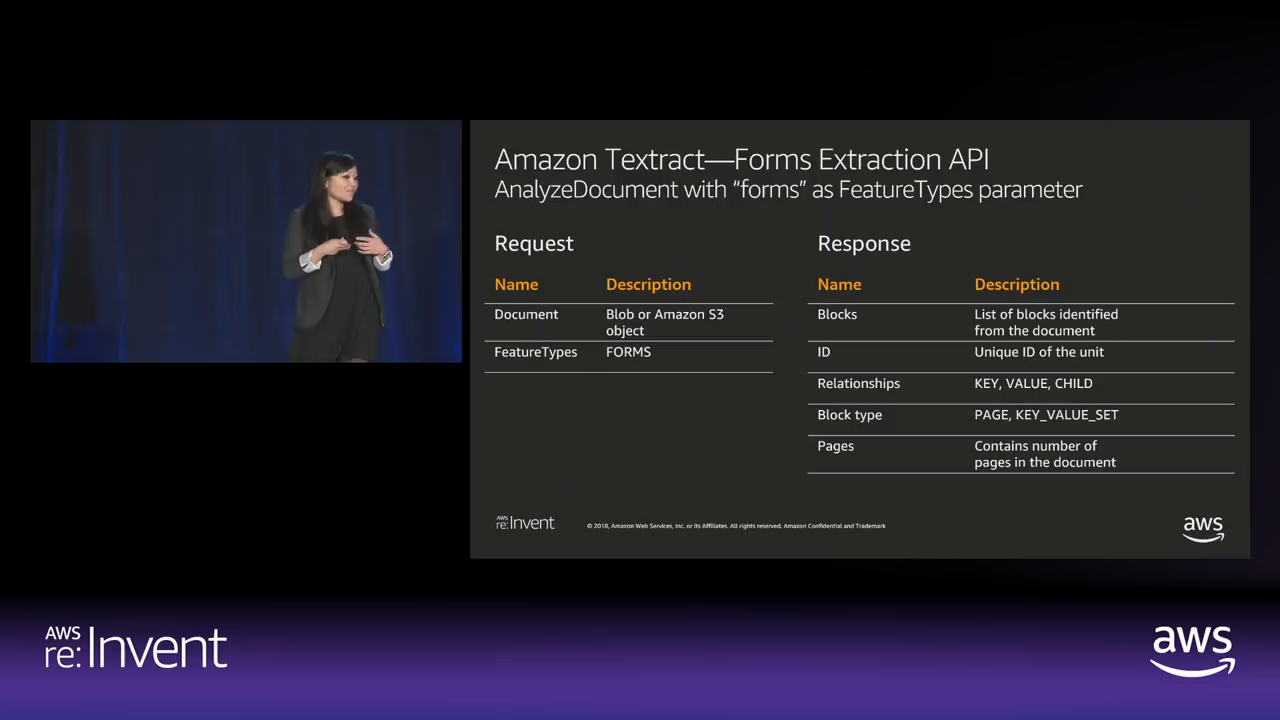 Amazon Textract—Forms Extraction API
AnalyzeDocument with “forms” as FeatureTypes parameter
Request
Name Description
Document Blob or Amazon S3
object
FeatureTypes FORMS
Response
Name Description
Blocks List of blocks identified
from the document
ID Unique ID of the unit
Relationships KEY, VALUE, CHILD
Block type PAGE, KEY_VALUE_SET
Pages Contains number of
pages in the document
AWS
re:Invent
© 2018, Amazon Web Services, Inc. or its Affiliates. All rights reserved. Amazon Confidential and Trademark
aws
AWS
re:Invent
aws